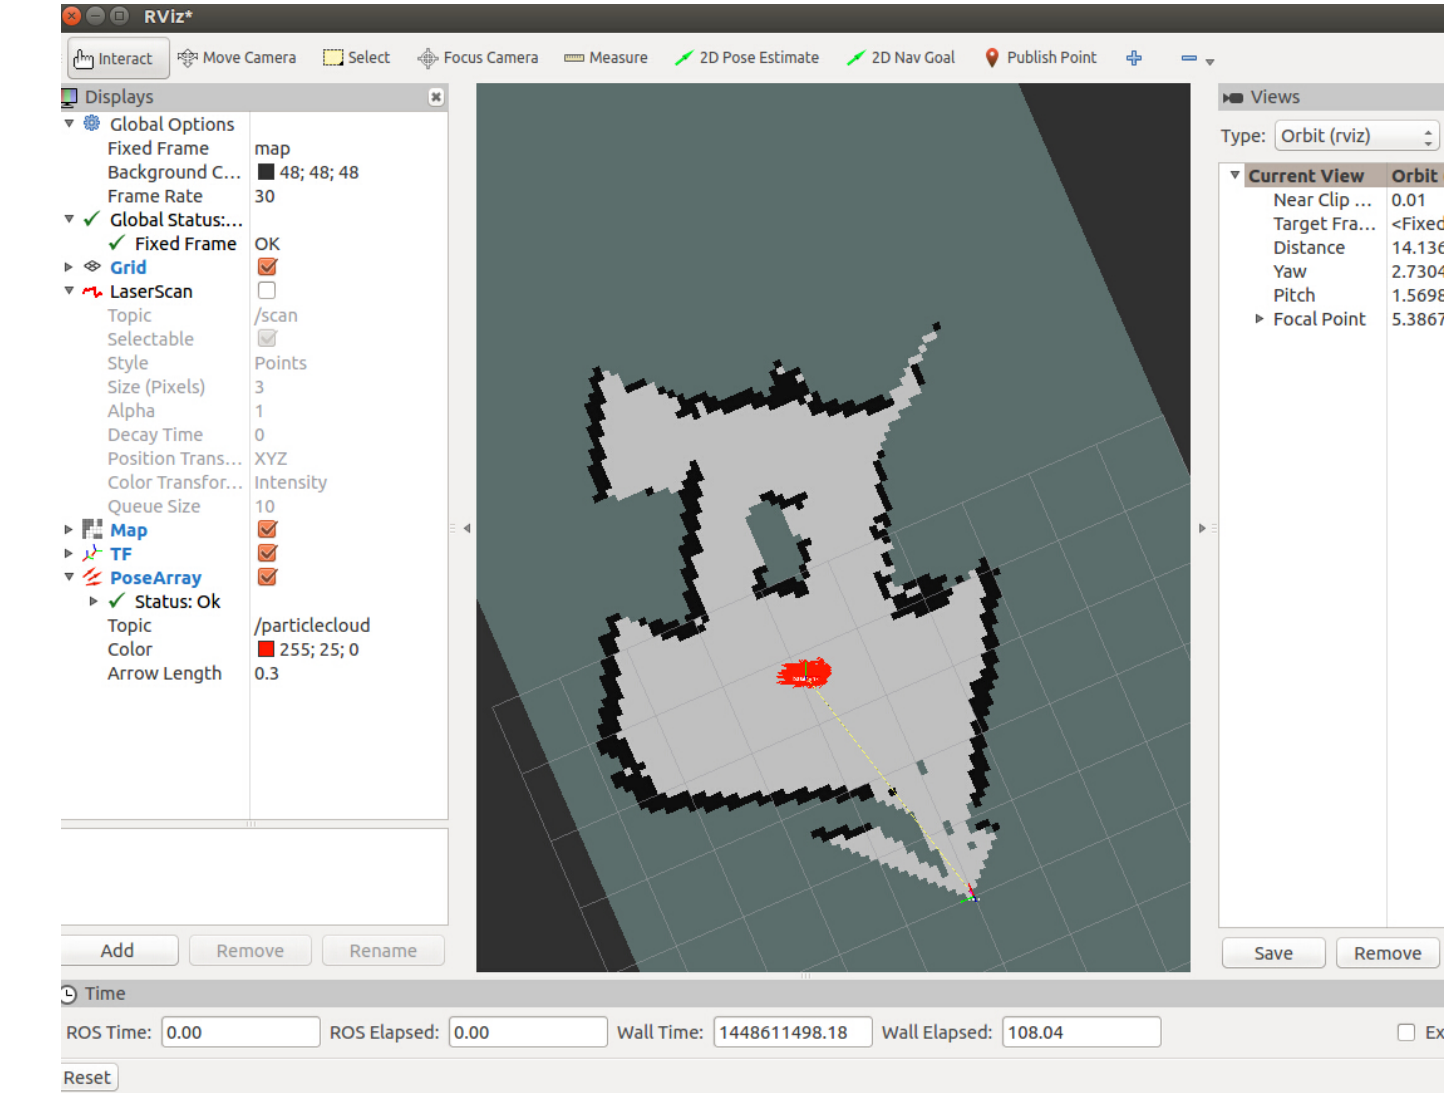 RViz*
Interact Move Camera Select Focus Camera Measure 2D Pose Estimate 2D Nav Goal Publish Point
Displays
Global Options
Fixed Frame map
Background C... 48; 48; 48
Frame Rate 30
Global Status:...
Fixed Frame OK
Grid
LaserScan
Topic /scan
Selectable
Style Points
Size (Pixels) 3
Alpha 1
Decay Time 0
Position Trans... XYZ
Color Transfor... Intensity
Queue Size 10
Map
TF
PoseArray
Status: Ok
Topic /particlecloud
Color 255; 25; 0
Arrow Length 0.3
Add Remove Rename
Views
Type: Orbit (rviz)
Current View Orbit
Near Clip ... 0.01
Target Fra... <Fixed
Distance 14.136
Yaw 2.7304
Pitch 1.5698
Focal Point 5.3867
Save Remove
Time
ROS Time: 0.00 ROS Elapsed: 0.00 Wall Time: 1448611498.18 Wall Elapsed: 108.04 Ex
Reset